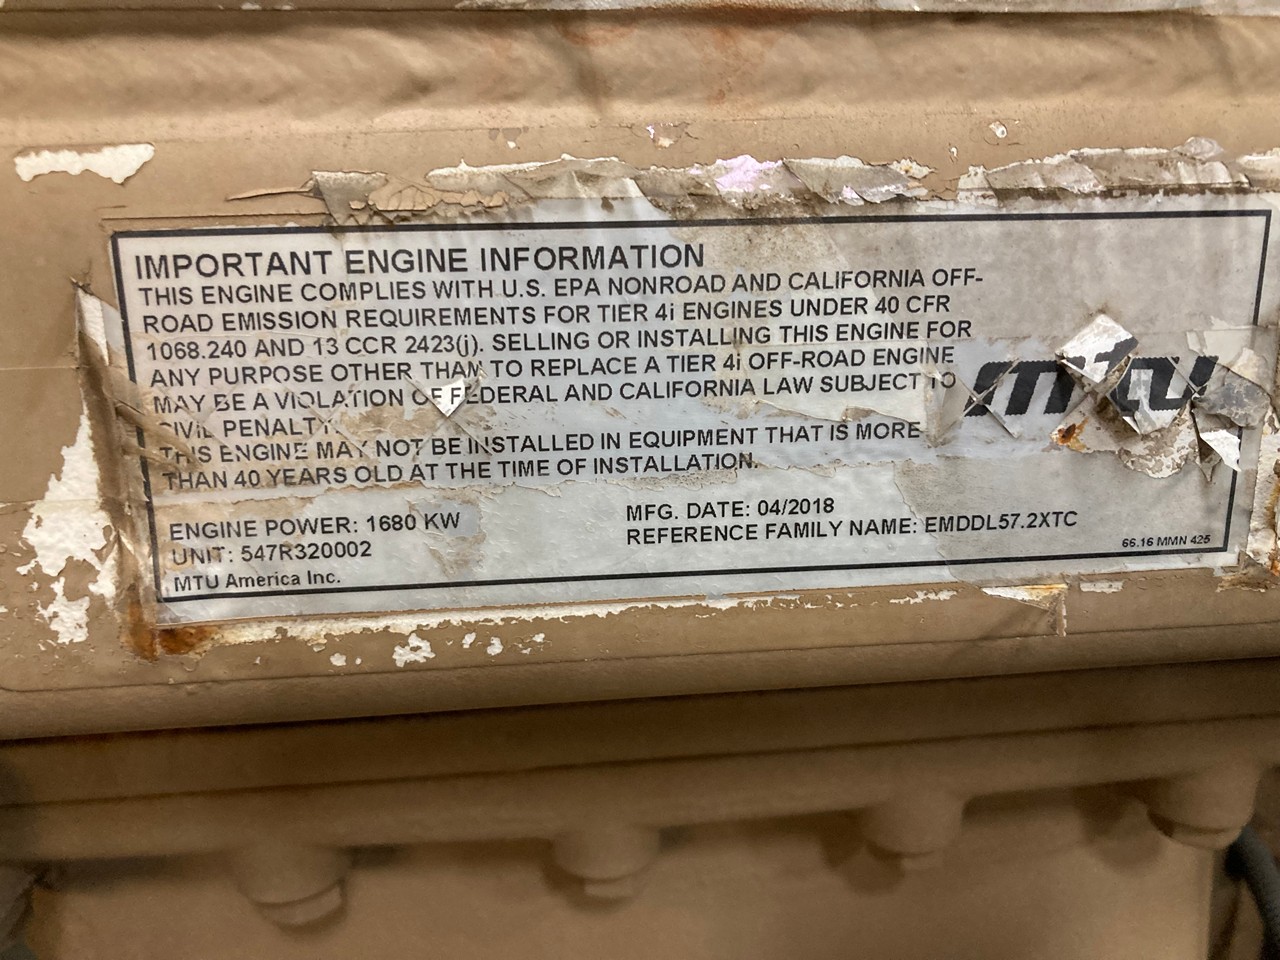 IMPORTANT ENGINE INFORMATION
THIS ENGINE COMPLIES WITH U.S. EPA NONROAD AND CALIFORNIA OFF-
ROAD EMISSION REQUIREMENTS FOR TIER 4i ENGINES UNDER 40 CFR
1068.240 AND 13 CCR 2423(j). SELLING OR INSTALLING THIS ENGINE FOR
ANY PURPOSE OTHER THAN TO REPLACE A TIER 4i OFF-ROAD ENGINE
MAY BE A VIOLATION OF FEDERAL AND CALIFORNIA LAW SUBJECT TO
CIVIL PENALTY.
THIS ENGINE MAY NOT BE INSTALLED IN EQUIPMENT THAT IS MORE
THAN 40 YEARS OLD AT THE TIME OF INSTALLATION.
mtu
ENGINE POWER: 1680 KW
UNIT: 547R320002
MTU America Inc.
MFG. DATE: 04/2018
REFERENCE FAMILY NAME: EMDDL57.2XTC
66.16 MMN 425